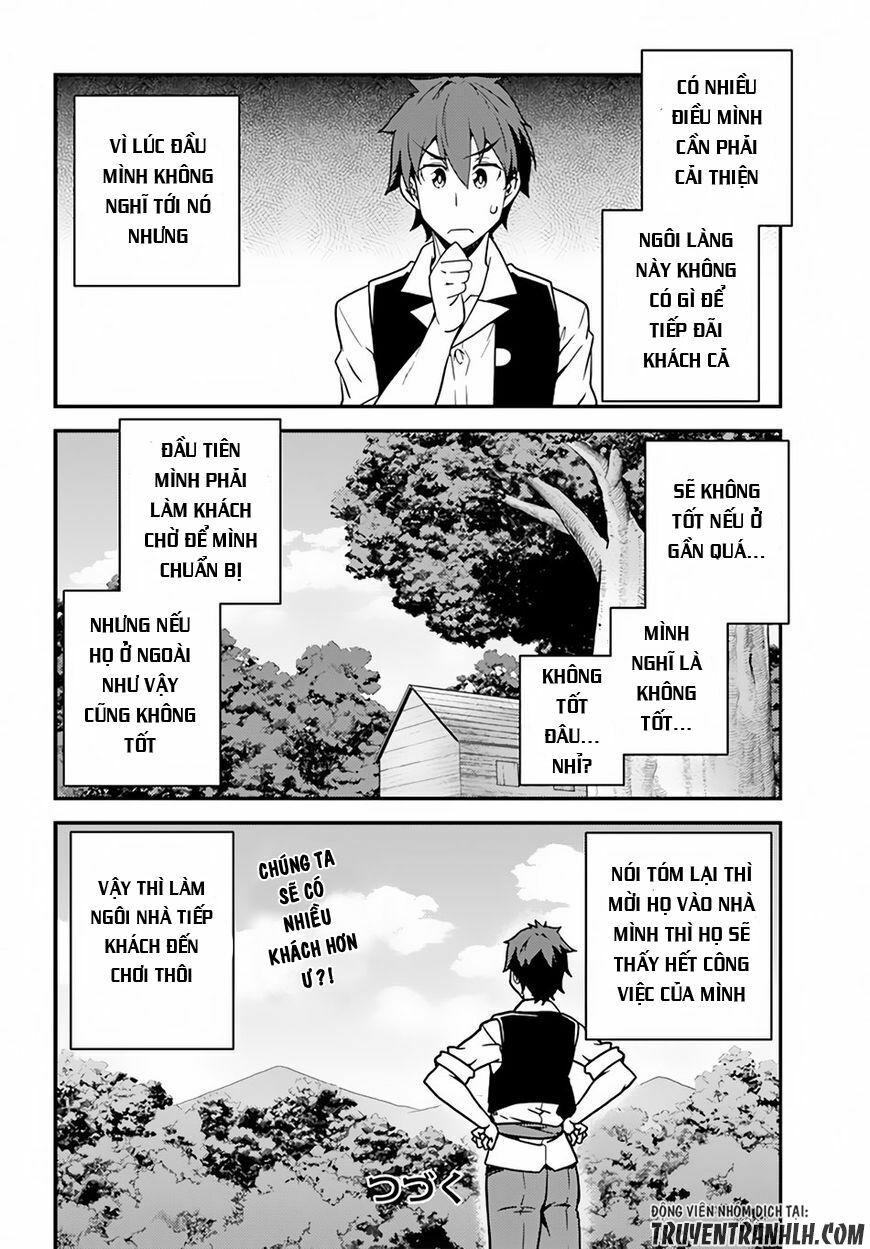 CÓ NHIỀU
ĐIỀU MÌNH
CẦN PHẢI
CẢI THIỆN
NGÔI LÀNG
NÀY KHÔNG
CÓ GÌ ĐỂ
TIẾP ĐÃI
KHÁCH CẢ
VÌ LÚC ĐẦU
MÌNH KHÔNG
NGHĨ TỚI NÓ
NHƯNG
SẼ KHÔNG
TỐT NẾU Ở
GẦN QUÁ...
MÌNH
NGHĨ LÀ
KHÔNG
TỐT...
KHÔNG
TỐT
ĐÂU...
NHỈ?
ĐẦU TIÊN
MÌNH PHẢI
LÀM KHÁCH
CHỜ ĐỂ MÌNH
CHUẨN BỊ
NHƯNG NẾU
HỌ Ở NGOÀI
NHƯ VẬY
CŨNG KHÔNG
TỐT
NÓI TÓM LẠI THÌ
MỜI HỌ VÀO NHÀ
MÌNH THÌ HỌ SẼ
THẤY HẾT CÔNG
VIỆC CỦA MÌNH
CHÚNG TA
SẼ CÓ
NHIỀU
KHÁCH HƠN
Ư?!
VẬY THÌ LÀM
NGÔI NHÀ TIẾP
KHÁCH ĐẾN
CHƠI THÔI
つづく
ĐỘNG VIÊN NHÓM DỊCH TẠI:
TRUYENTRANHLH.COM